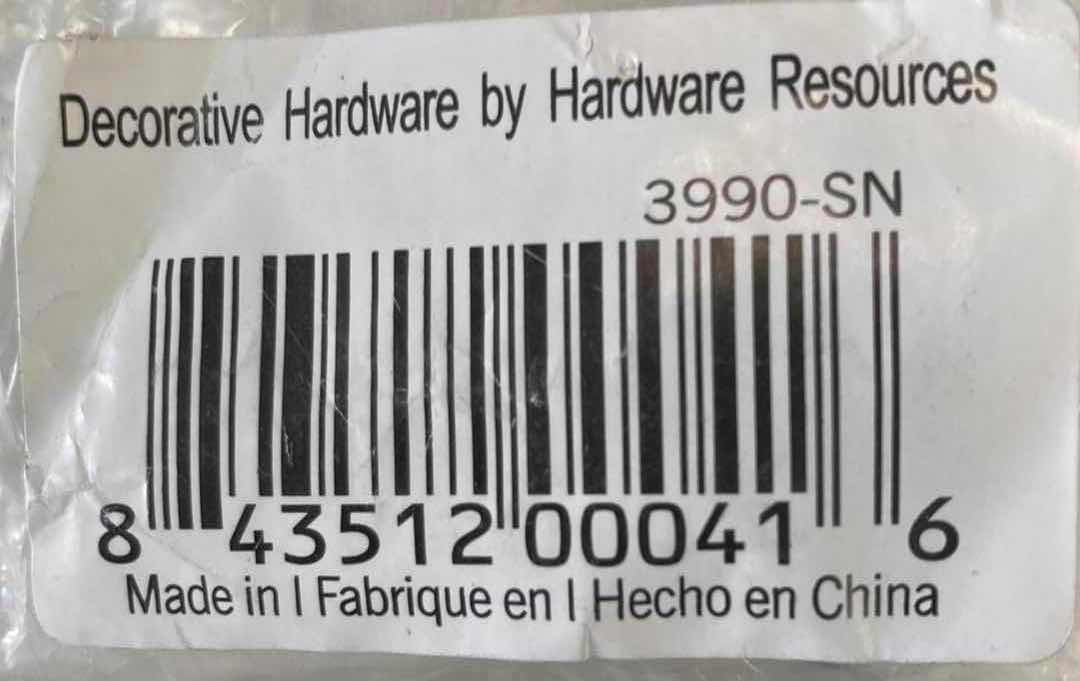 Decorative Hardware by Hardware Resources
3990-SN
8 43512 00041 6
Made in | Fabrique en | Hecho en China